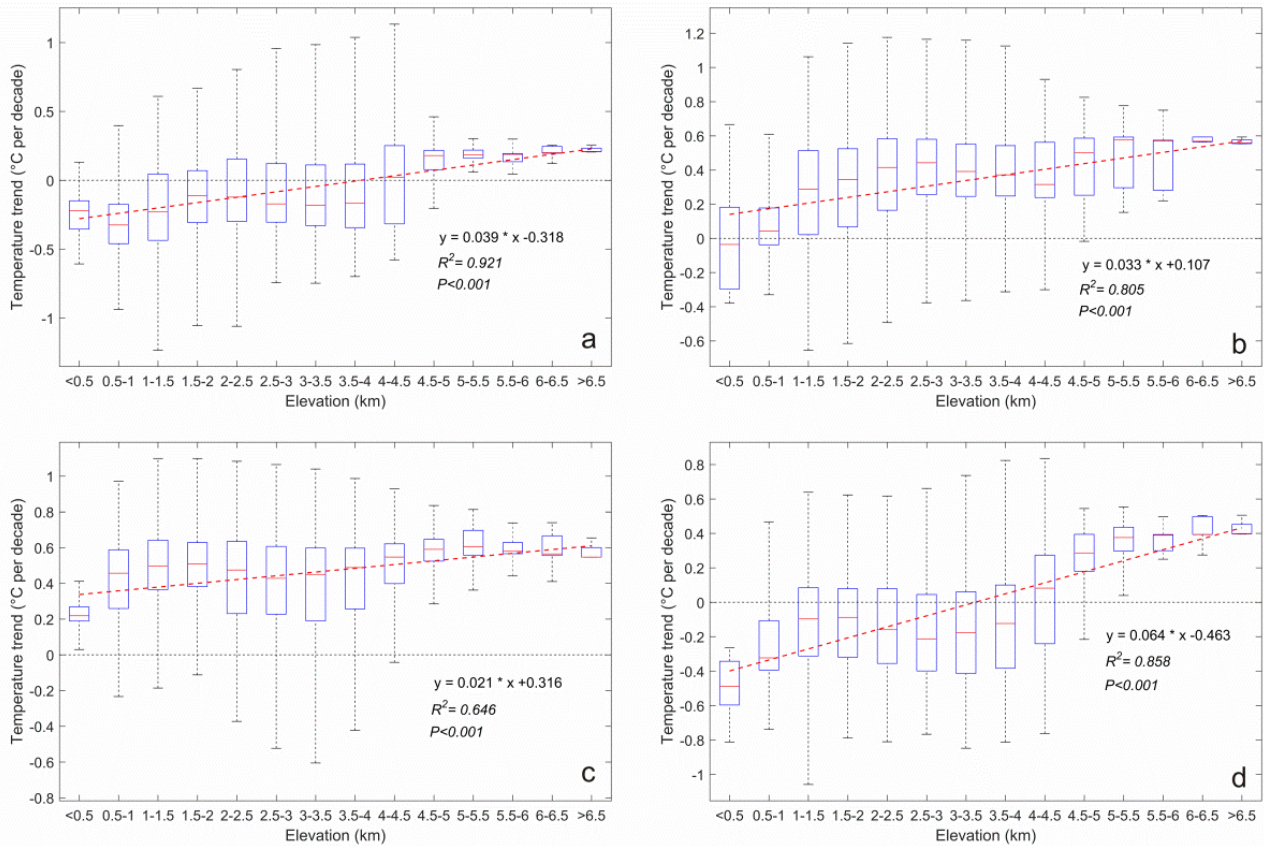 Temperature trend (°C per decade)
1
0.5
0
-0.5
-1
y = 0.039 * x -0.318
R²= 0.921
P<0.001
a
<0.5 0.5-1 1-1.5 1.5-2 2-2.5 2.5-3 3-3.5 3.5-4 4-4.5 4.5-5 5-5.5 5.5-6 6-6.5 >6.5
Elevation (km)
Temperature trend (°C per decade)
1.2
1
0.8
0.6
0.4
0.2
0
-0.2
-0.4
-0.6
y = 0.033 * x +0.107
R²= 0.805
P<0.001
b
<0.5 0.5-1 1-1.5 1.5-2 2-2.5 2.5-3 3-3.5 3.5-4 4-4.5 4.5-5 5-5.5 5.5-6 6-6.5 >6.5
Elevation (km)
Temperature trend (°C per decade)
1
0.8
0.6
0.4
0.2
0
-0.2
-0.4
-0.6
-0.8
y = 0.021 * x +0.316
R²= 0.646
P<0.001
c
<0.5 0.5-1 1-1.5 1.5-2 2-2.5 2.5-3 3-3.5 3.5-4 4-4.5 4.5-5 5-5.5 5.5-6 6-6.5 >6.5
Elevation (km)
Temperature trend (°C per decade)
0.8
0.6
0.4
0.2
0
-0.2
-0.4
-0.6
-0.8
-1
y = 0.064 * x -0.463
R²= 0.858
P<0.001
d
<0.5 0.5-1 1-1.5 1.5-2 2-2.5 2.5-3 3-3.5 3.5-4 4-4.5 4.5-5 5-5.5 5.5-6 6-6.5 >6.5
Elevation (km)